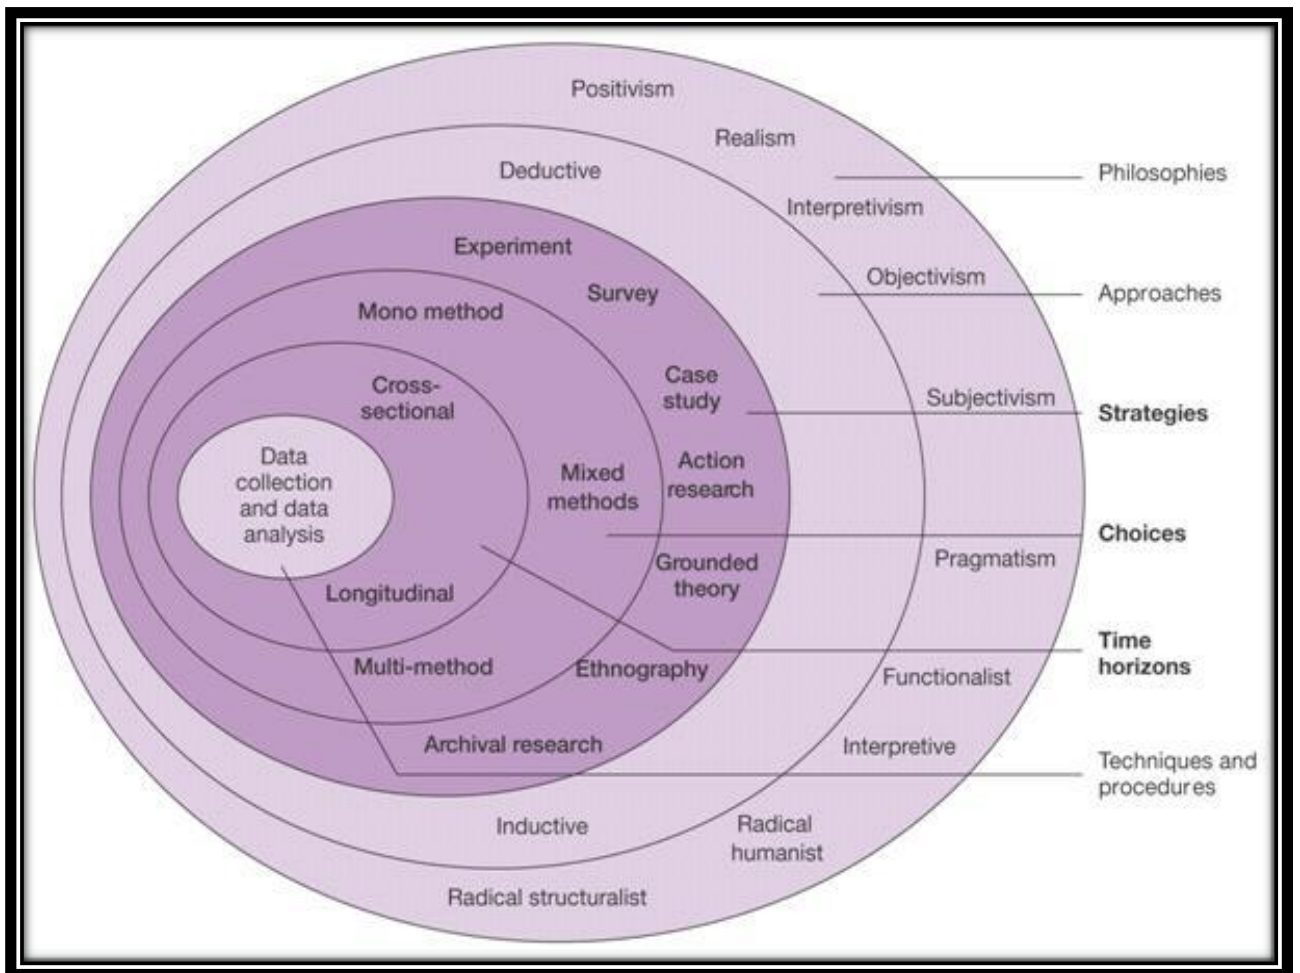 Positivism
Realism
Deductive
Philosophies
Interpretivism
Experiment
Objectivism
Survey
Approaches
Mono method
Case
study
Cross-
sectional
Subjectivism
Strategies
Data
collection
and data
analysis
Mixed
methods
Action
research
Choices
Pragmatism
Grounded
theory
Longitudinal
Time
horizons
Multi-method
Ethnography
Functionalist
Archival research
Interpretive
Techniques and
procedures
Inductive
Radical
humanist
Radical structuralist